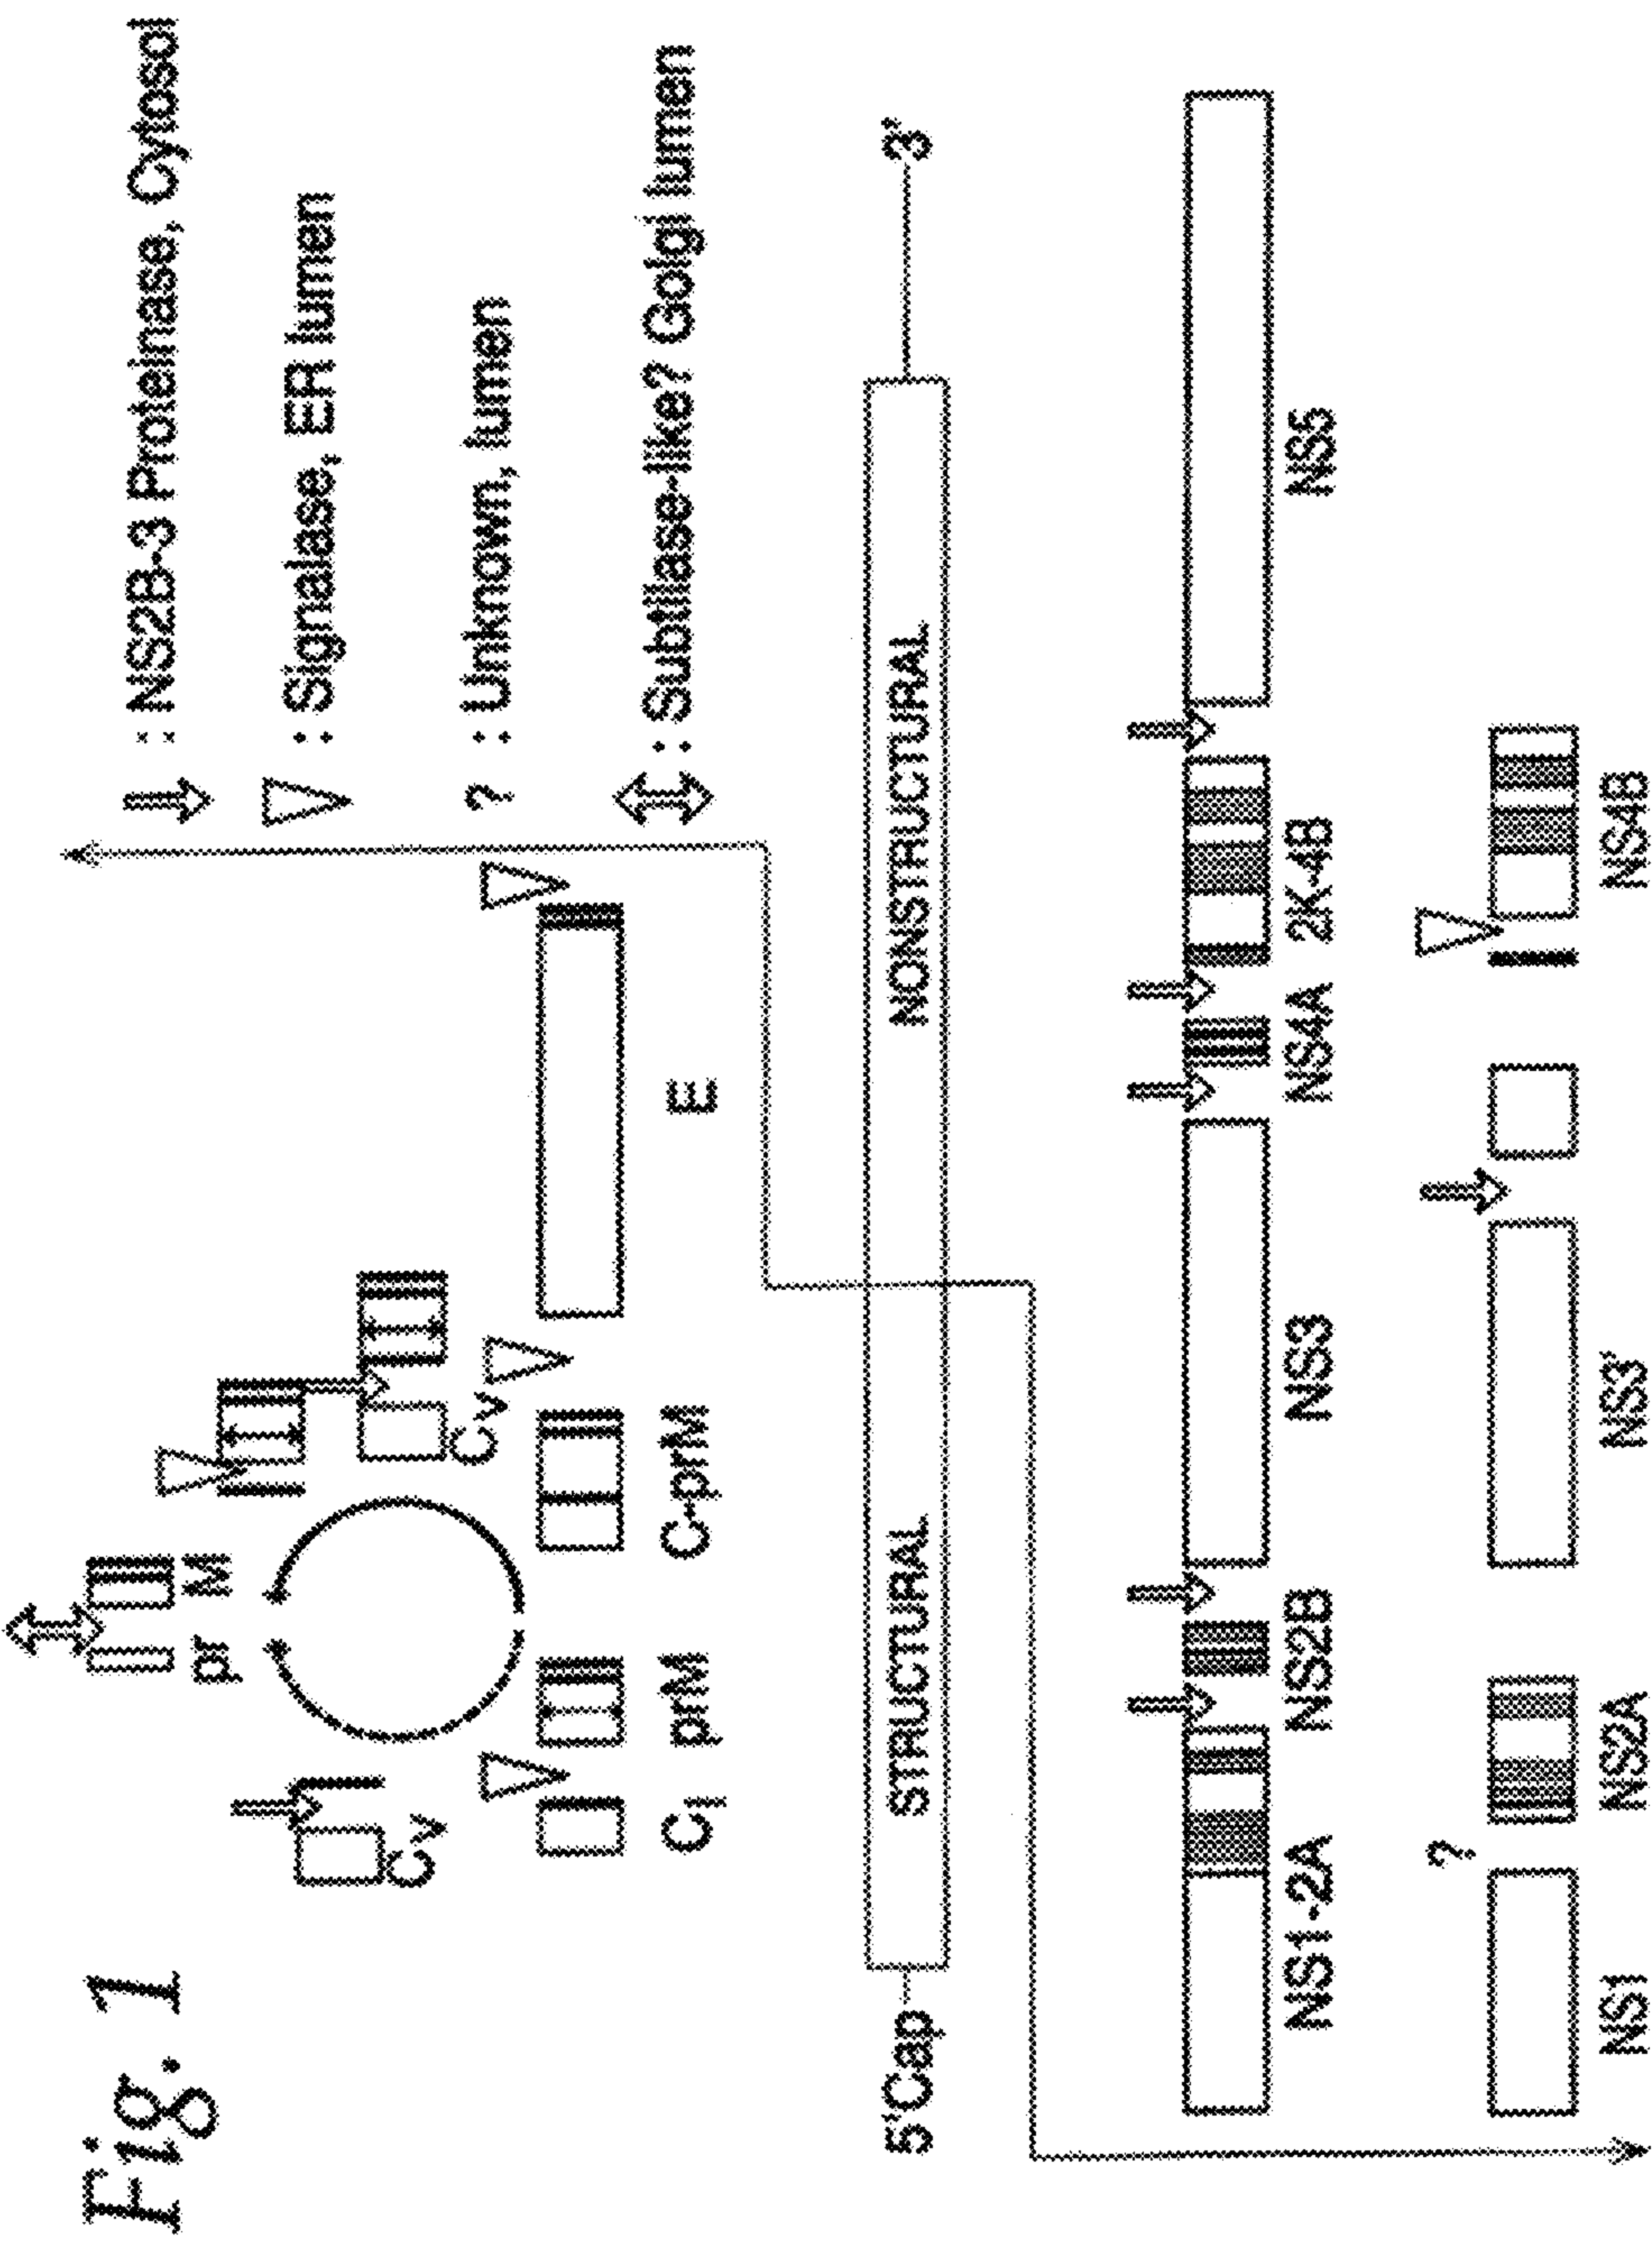 Fig. 1
: NS2B-3 Proteinase, Cytosol
: Signalase, ER lumen
? : Unknown, lumen
: Subtilase-like? Golgi lumen
pr M
Cv
Cv
Ci prM C-prM E
5'Cap STRUCTURAL NONSTRUCTURAL 3'
NS1-2A NS2B NS3 NS4A 2K-4B NS5
?
NS1 NS2A NS3' NS4B